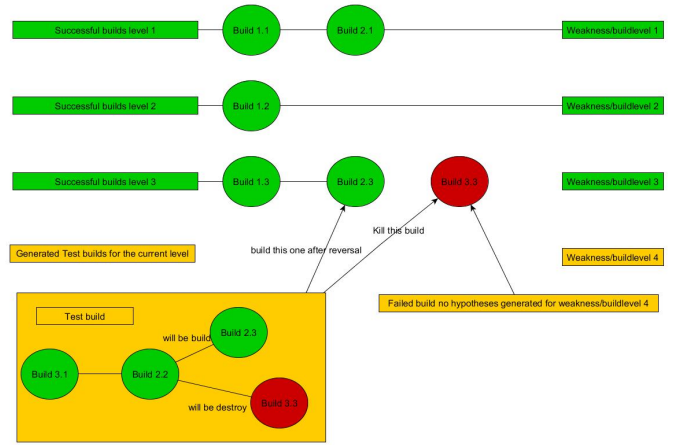 Successful builds level 1
Build 1.1
Build 2.1
Weakness/buildlevel 1
Successful builds level 2
Build 1.2
Weakness/buildlevel 2
Successful builds level 3
Build 1.3
Build 2.3
Build 3.3
Weakness/buildlevel 3
Kill this build
build this one after reversal
Generated Test builds for the current level
Weakness/buildlevel 4
Failed build no hypotheses generated for weakness/buildlevel 4
Test build
Build 2.3
will be build
Build 3.1
Build 2.2
Build 3.3
will be destroy